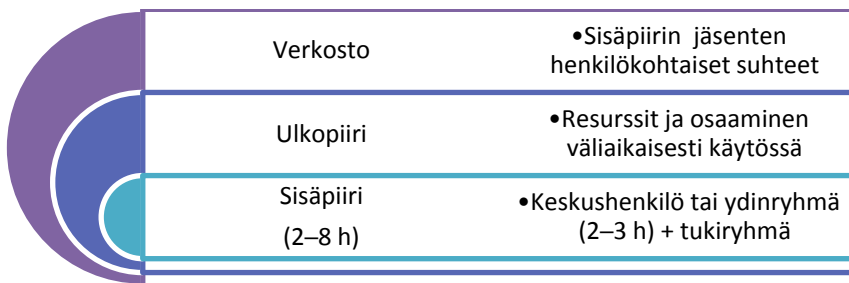 Verkosto
•Sisäpiirin jäsenten
henkilökohtaiset suhteet
Ulkopiiri
•Resurssit ja osaaminen
väliaikaisesti käytössä
Sisäpiiri
(2–8 h)
•Keskushenkilö tai ydinryhmä
(2–3 h) + tukiryhmä